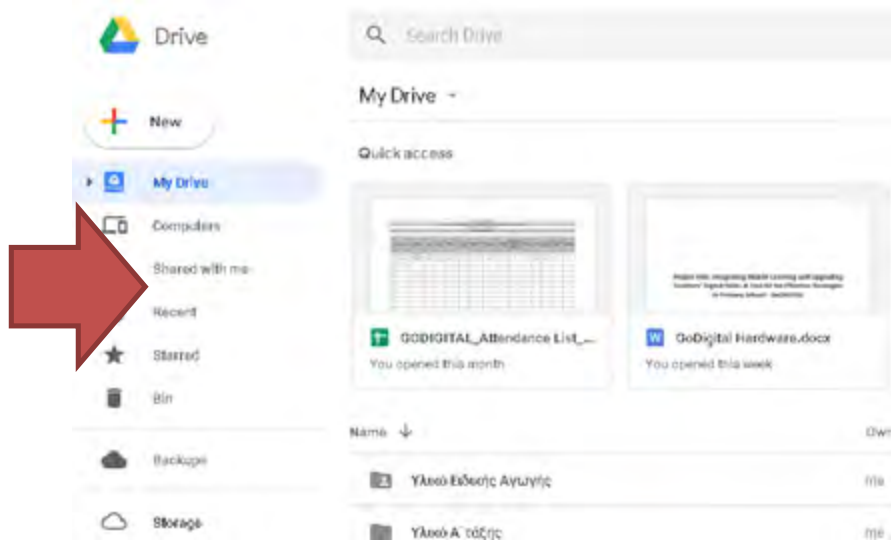 Drive
Search Drive
New
My Drive
Computers
Shared with me
Recent
Starred
Bin
Backups
Storage
My Drive
Quick access
GODIGITAL_Attendance List_...
You opened this month
W
GoDigital Hardware.docx
You opened this week
Name
Υλικό Ειδικής Αγωγής
me
Υλικό Α΄ τάξης
me